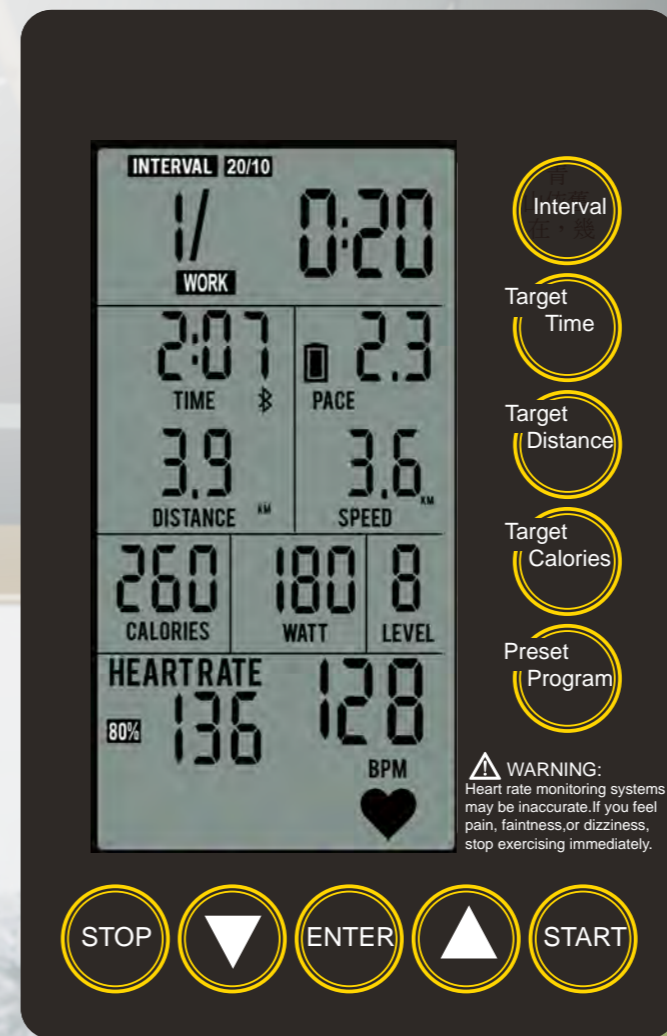 INTERVAL 20/10
1/ 0:20
WORK
2:07 2.3
TIME PACE
3.9 3.6
KM KM
DISTANCE SPEED
260 180 8
CALORIES WATT LEVEL
HEARTRATE 128
80% 136
BPM
Interval
Target
Time
Target
Distance
Target
Calories
Preset
Program
WARNING:
Heart rate monitoring systems
may be inaccurate.If you feel
pain, faintness,or dizziness,
stop exercising immediately.
STOP ENTER START